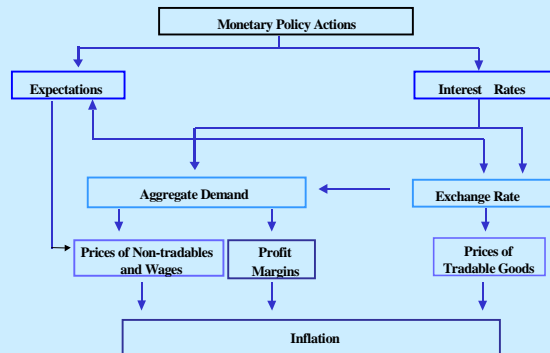 Monetary Policy Actions
Expectations
Interest Rates
Aggregate Demand
Exchange Rate
Prices of Non-tradables
and Wages
Profit
Margins
Prices of
Tradable Goods
Inflation